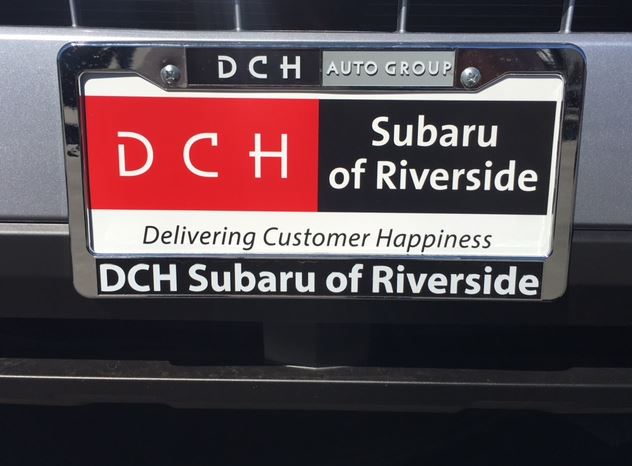 DCH AUTO GROUP
DCH
Subaru
of Riverside
Delivering Customer Happiness
DCH Subaru of Riverside